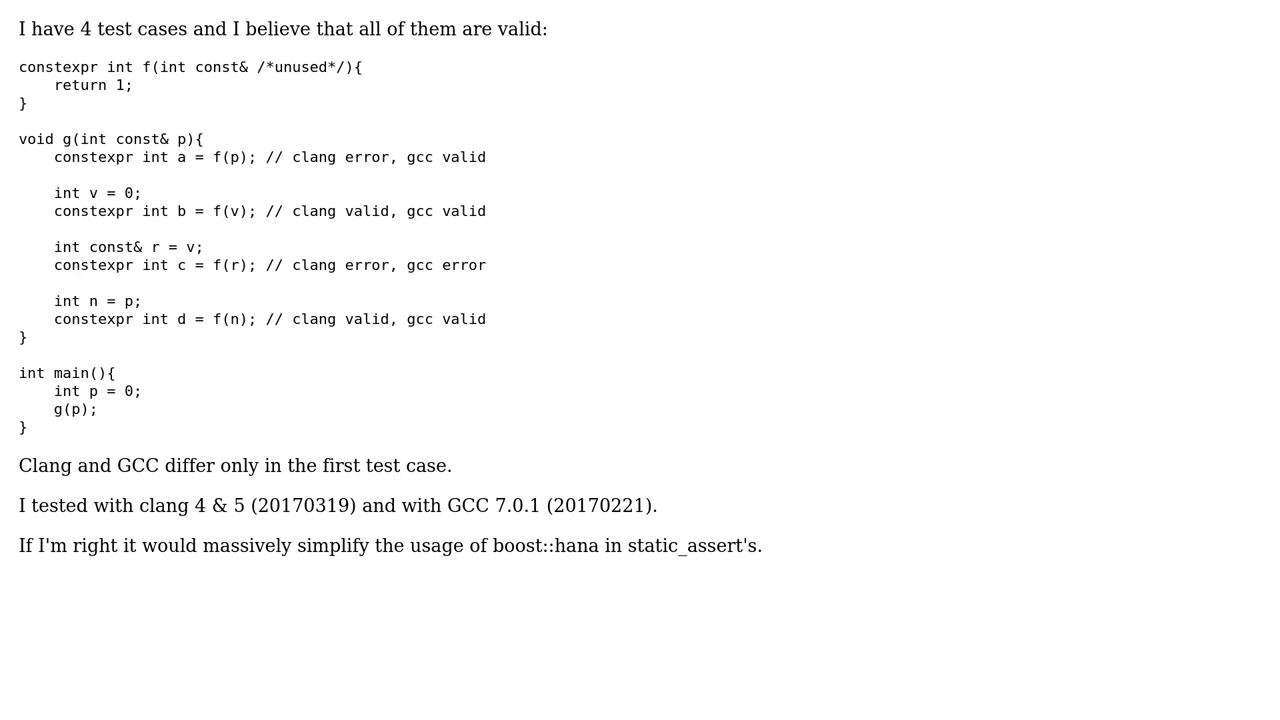 I have 4 test cases and I believe that all of them are valid:
constexpr int f(int const& /*unused*/){
    return 1;
}
void g(int const& p){
    constexpr int a = f(p); // clang error, gcc valid
    int v = 0;
    constexpr int b = f(v); // clang valid, gcc valid
    int const& r = v;
    constexpr int c = f(r); // clang error, gcc error
    int n = p;
    constexpr int d = f(n); // clang valid, gcc valid
}
int main(){
    int p = 0;
    g(p);
}
Clang and GCC differ only in the first test case.
I tested with clang 4 & 5 (20170319) and with GCC 7.0.1 (20170221).
If I'm right it would massively simplify the usage of boost::hana in static_assert's.